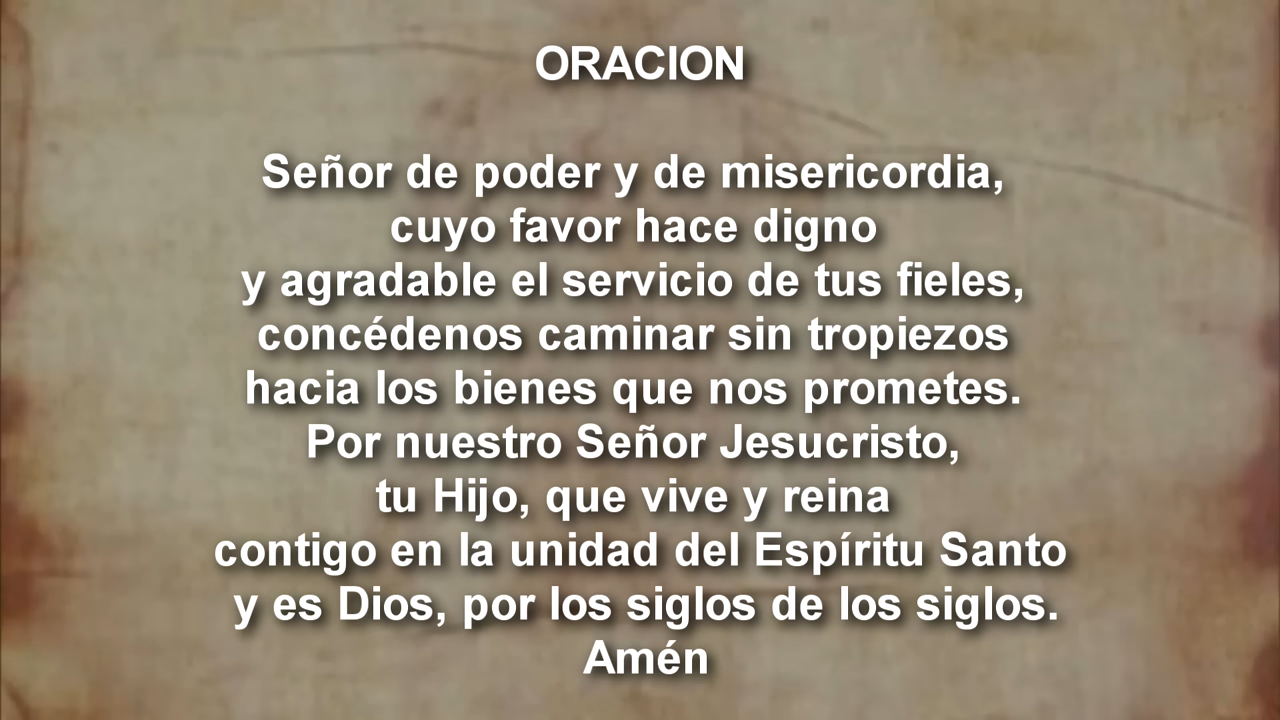 ORACION
Señor de poder y de misericordia,
cuyo favor hace digno
y agradable el servicio de tus fieles,
concédenos caminar sin tropiezos
hacia los bienes que nos prometes.
Por nuestro Señor Jesucristo,
tu Hijo, que vive y reina
contigo en la unidad del Espíritu Santo
y es Dios, por los siglos de los siglos.
Amén